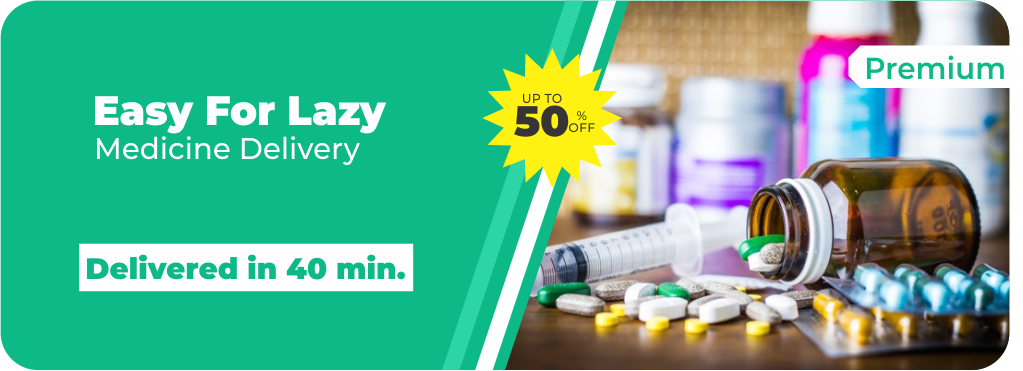 Easy For Lazy
Medicine Delivery
Delivered in 40 min.
UP TO
50 % OFF
Premium